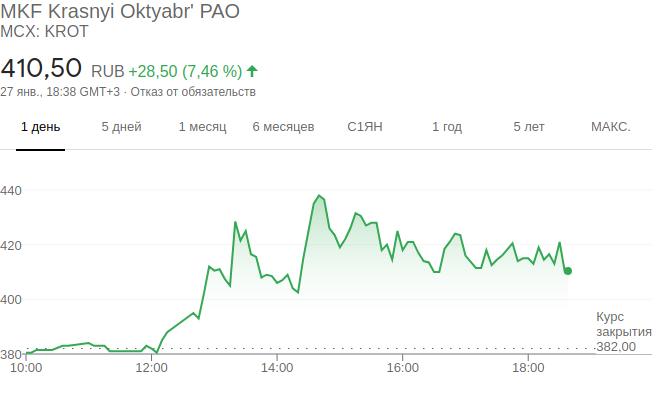 MKF Krasnyi Oktyabr' PAO
MCX: KROT
410,50 RUB +28,50 (7,46 %)
27 янв., 18:38 GMT+3 · Отказ от обязательств
1 день 5 дней 1 месяц 6 месяцев С1ЯН 1 год 5 лет МАКС.
440
420
400
Курс
закрытия
382,00
380
10:00 12:00 14:00 16:00 18:00